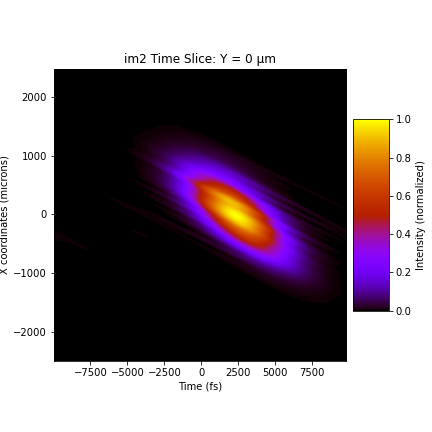 im2 Time Slice: Y = 0 μm
2000
1000
0
−1000
−2000
X coordinates (microns)
−7500 −5000 −2500 0 2500 5000 7500
Time (fs)
1.0
0.8
0.6
0.4
0.2
0.0
Intensity (normalized)